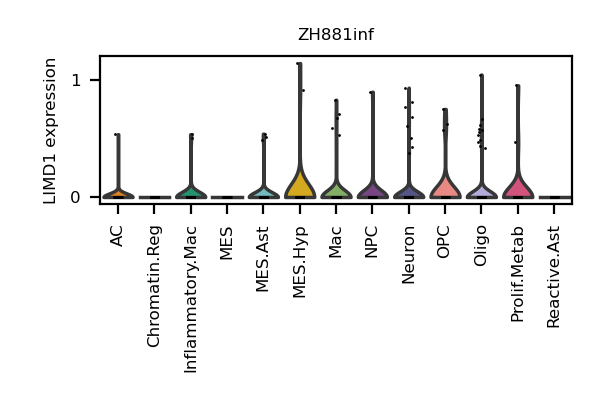 ZH881inf
LIMD1 expression
1
0
AC
Chromatin.Reg
Inflammatory.Mac
MES
MES.Ast
MES.Hyp
Mac
NPC
Neuron
OPC
Oligo
Prolif.Metab
Reactive.Ast